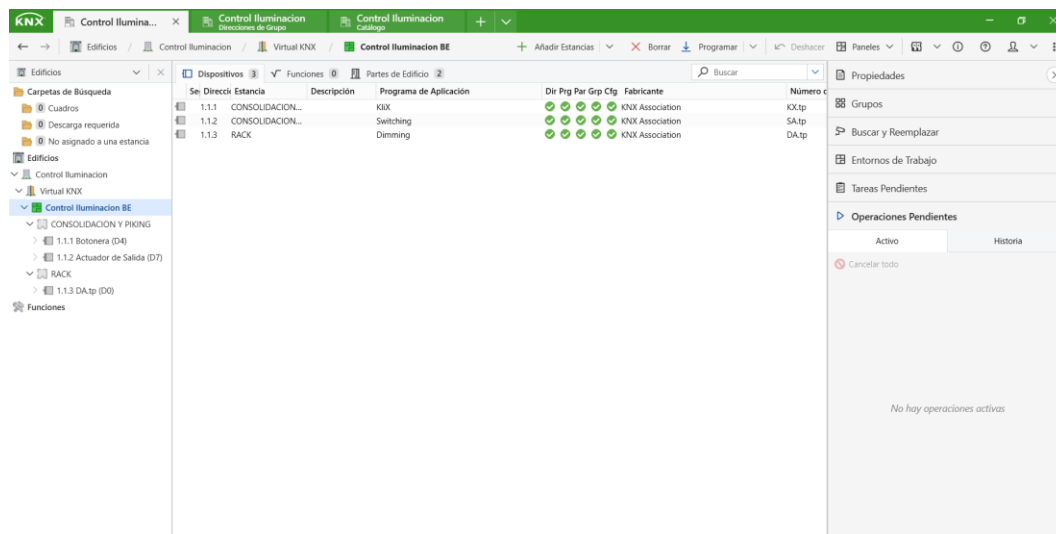 KNX Control Ilumina... × Control Iluminacion Direcciones de Grupo Control Iluminacion Catálogo
Edificios / Control Iluminacion / Virtual KNX / Control Iluminacion BE + Añadir Estancias Borrar Programar Deshacer Paneles
Edificios
Carpetas de Búsqueda
0 Cuadros
0 Descarga requerida
0 No asignado a una estancia
Edificios
Control Iluminacion
Virtual KNX
Control Iluminacion BE
CONSOLIDACION Y PIKING
1.1.1 Botonera (D4)
1.1.2 Actuador de Salida (D7)
RACK
1.1.3 DA.tp (D0)
Funciones
Dispositivos 3 Funciones 0 Partes de Edificio 2 Buscar
Se Direcci Estancia Descripción Programa de Aplicación Dir Prg Par Grp Cfg Fabricante Número c
1.1.1 CONSOLIDACION... KliX KNX Association KX.tp
1.1.2 CONSOLIDACION... Switching KNX Association SA.tp
1.1.3 RACK Dimming KNX Association DA.tp
Propiedades
Grupos
Buscar y Reemplazar
Entornos de Trabajo
Tareas Pendientes
Operaciones Pendientes
Activo Historia
Cancelar todo
No hay operaciones activas